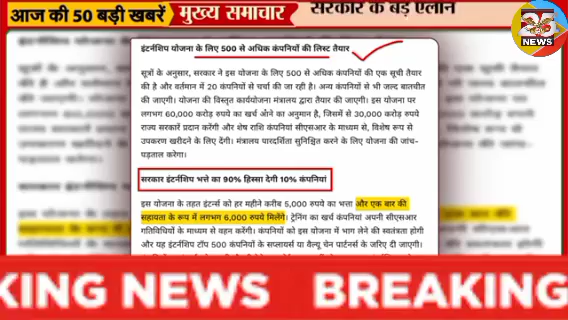 आज की 50 बड़ी खबरें
मुख्य समाचार
सरकार के बड़े ऐलान
25
NEWS
इंटर्नशिप योजना के लिए 500 से अधिक कंपनियों की लिस्ट तैयार
सूत्रों के अनुसार, सरकार ने इस योजना के लिए 500 से अधिक कंपनियों की एक सूची तैयार
की है और वर्तमान में 20 कंपनियों से चर्चा की जा रही है। अन्य कंपनियों से भी जल्द बातचीत
की जाएगी। योजना की विस्तृत कार्ययोजना मंत्रालय द्वारा तैयार की जाएगी। इस योजना पर
लगभग 60,000 करोड़ रुपये का खर्च होने का अनुमान है, जिसमें से 30,000 करोड़ रुपये
राज्य सरकारें प्रदान करेंगी और शेष राशि कंपनियां सीएसआर के माध्यम से, विशेष रूप से
उपकरण खरीदने के लिए देंगी। मंत्रालय पारदर्शिता सुनिश्चित करने के लिए योजना की जांच-
पड़ताल करेगा।
सरकार इंटर्नशिप भत्ते का 90% हिस्सा देगी 10% कंपनियां
इस योजना के तहत इंटर्न्स को हर महीने करीब 5,000 रुपये का भत्ता और एक बार की
सहायता के रूप में लगभग 6,000 रुपये मिलेंगे। ट्रेनिंग का खर्च कंपनियां अपनी सीएसआर
गतिविधियों के माध्यम से वहन करेंगी। कंपनियों को इस योजना में भाग लेने की स्वतंत्रता होगी
और यह इंटर्नशिप टॉप 500 कंपनियों के सप्लायर्स या वैल्यू चेन पार्टनर्स के जरिए दी जाएगी।
KING NEWS BREAKING